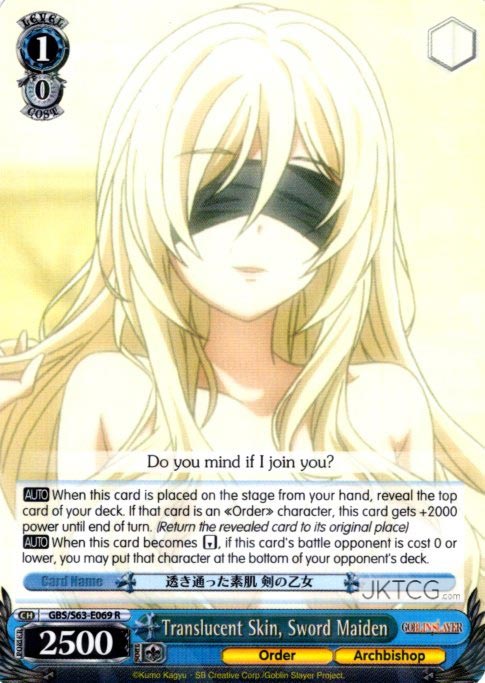 LEVEL
1
0
COST
Do you mind if I join you?
AUTO When this card is placed on the stage from your hand, reveal the top
card of your deck. If that card is an «Order» character, this card gets +2000
power until end of turn. (Return the revealed card to its original place)
AUTO When this card becomes , if this card's battle opponent is cost 0 or
lower, you may put that character at the bottom of your opponent's deck.
Card Name 透き通った素肌 剣の乙女
JKTCG.com
CH GBS/S63-E069 R
POWER 2500
Translucent Skin, Sword Maiden
GOBLIN SLAYER
Order Archbishop
©Kumo Kagyu・SB Creative Corp./Goblin Slayer Project.